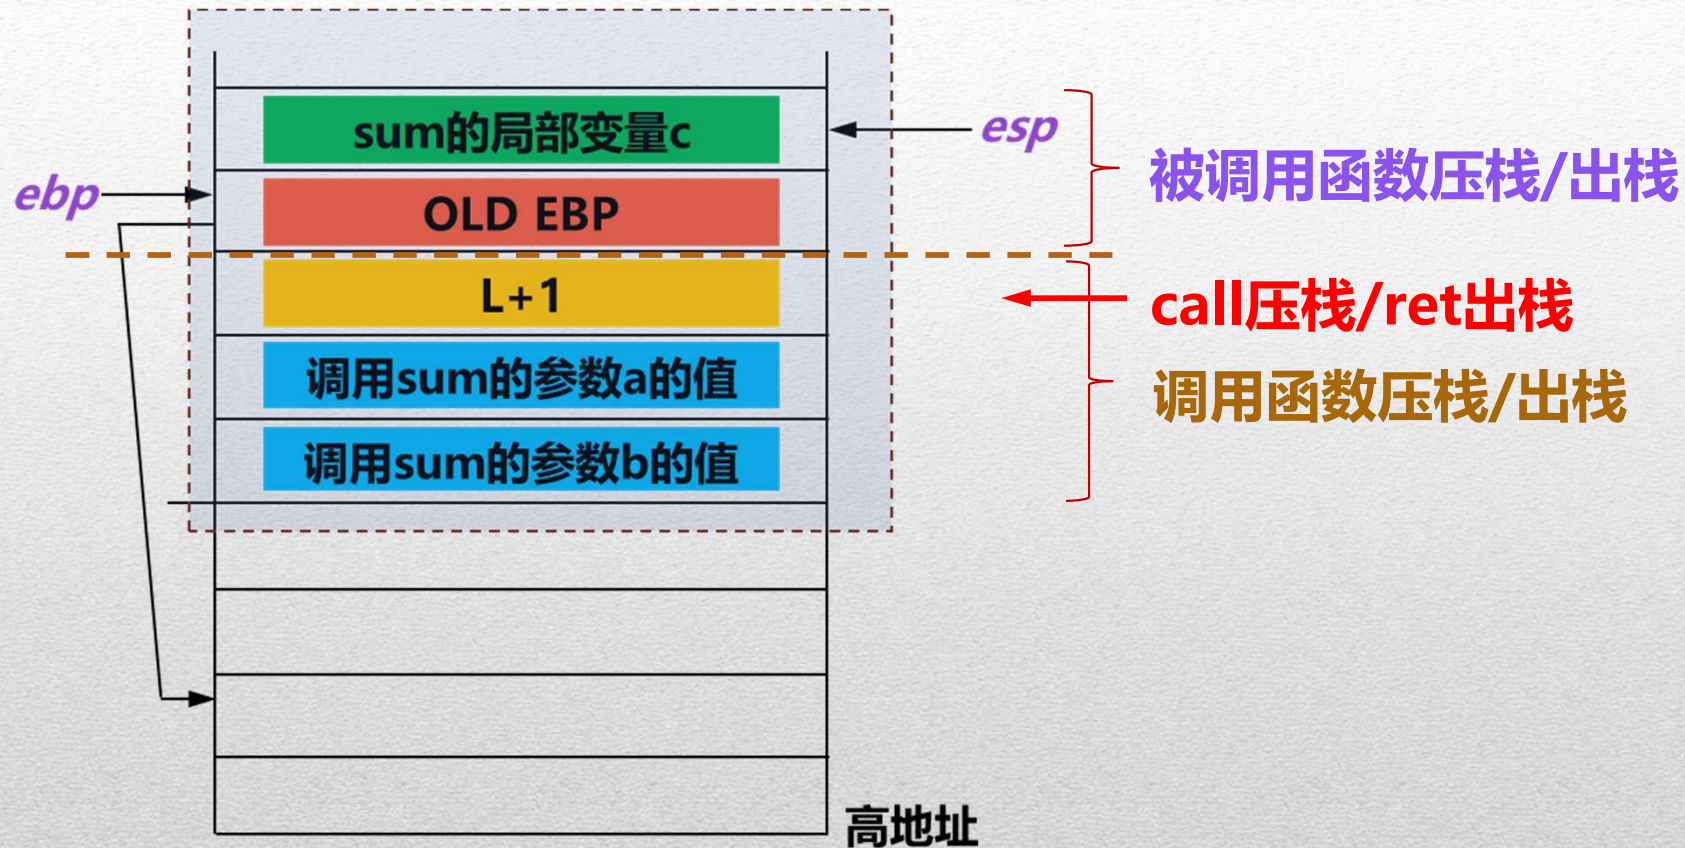 sum的局部变量c
esp
被调用函数压栈/出栈
ebp
OLD EBP
L+1
call压栈/ret出栈
调用sum的参数a的值
调用函数压栈/出栈
调用sum的参数b的值
高地址